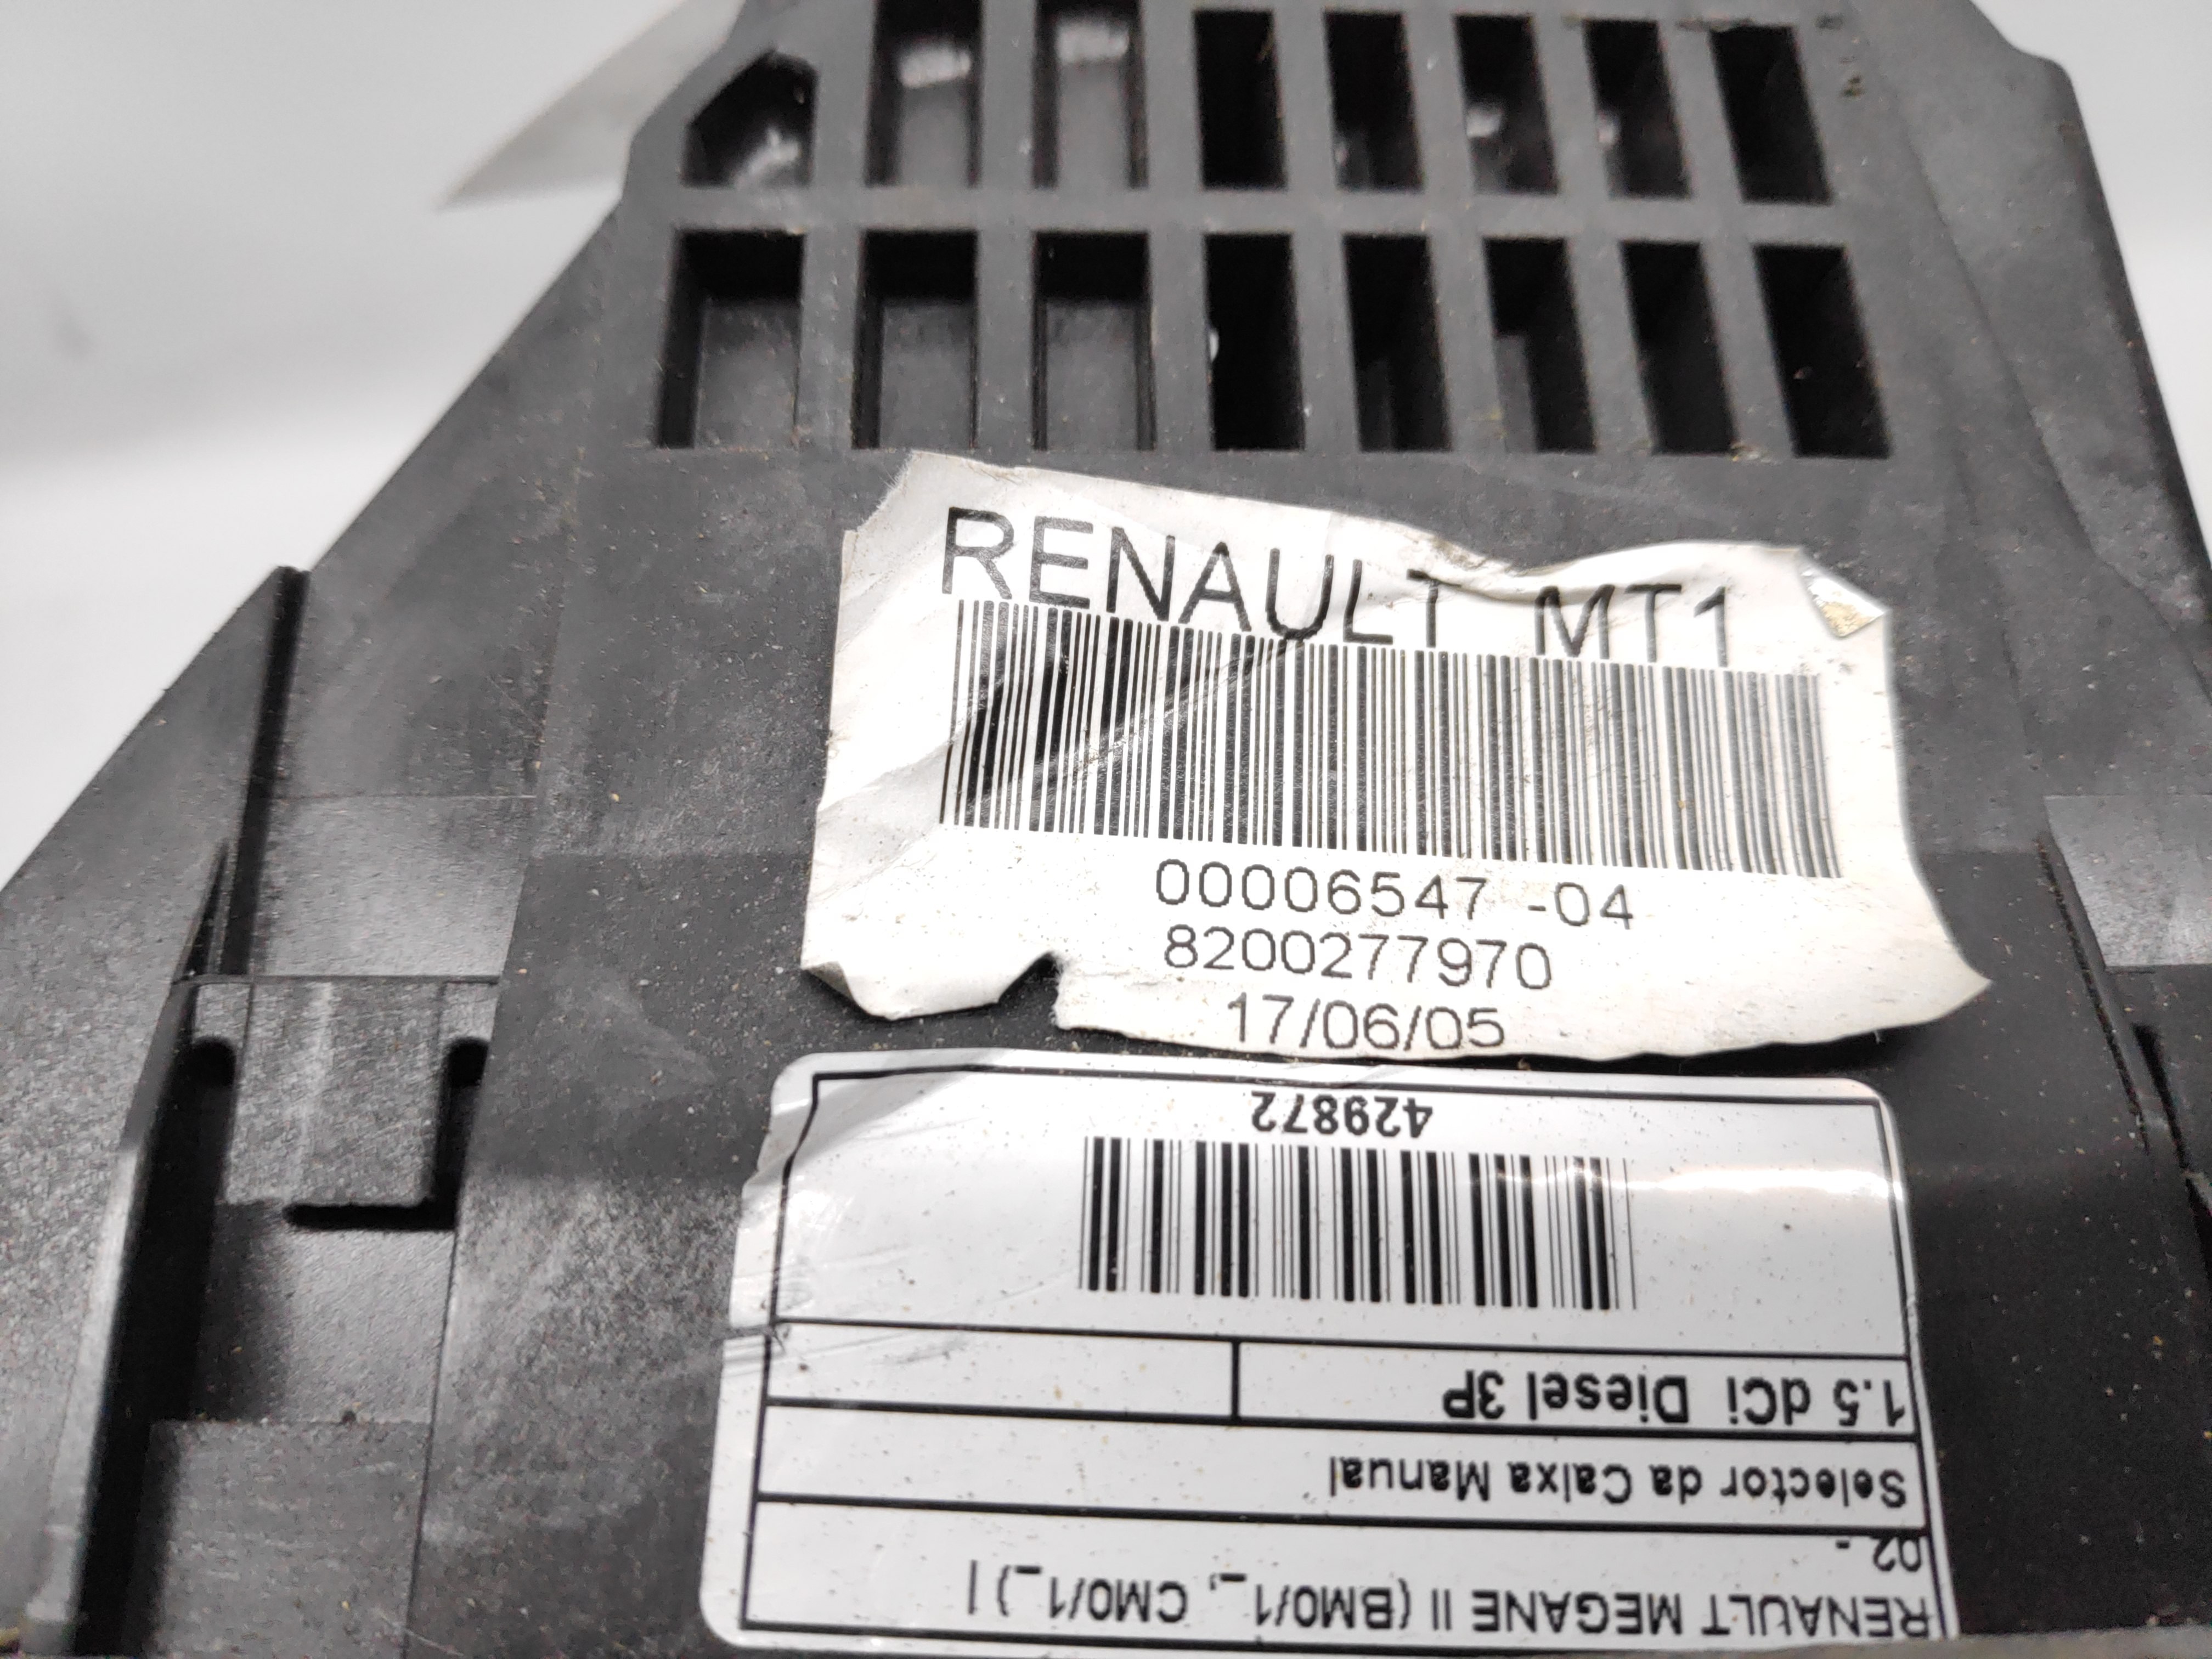 RENAULT MT1
00006547 -04
8200277970
17/06/05
RENAULT MEGANE II (BM0/1_, CM0/1_) |
02 -
Selector da Caixa Manual
1.5 dCi Diesel 3P
429872